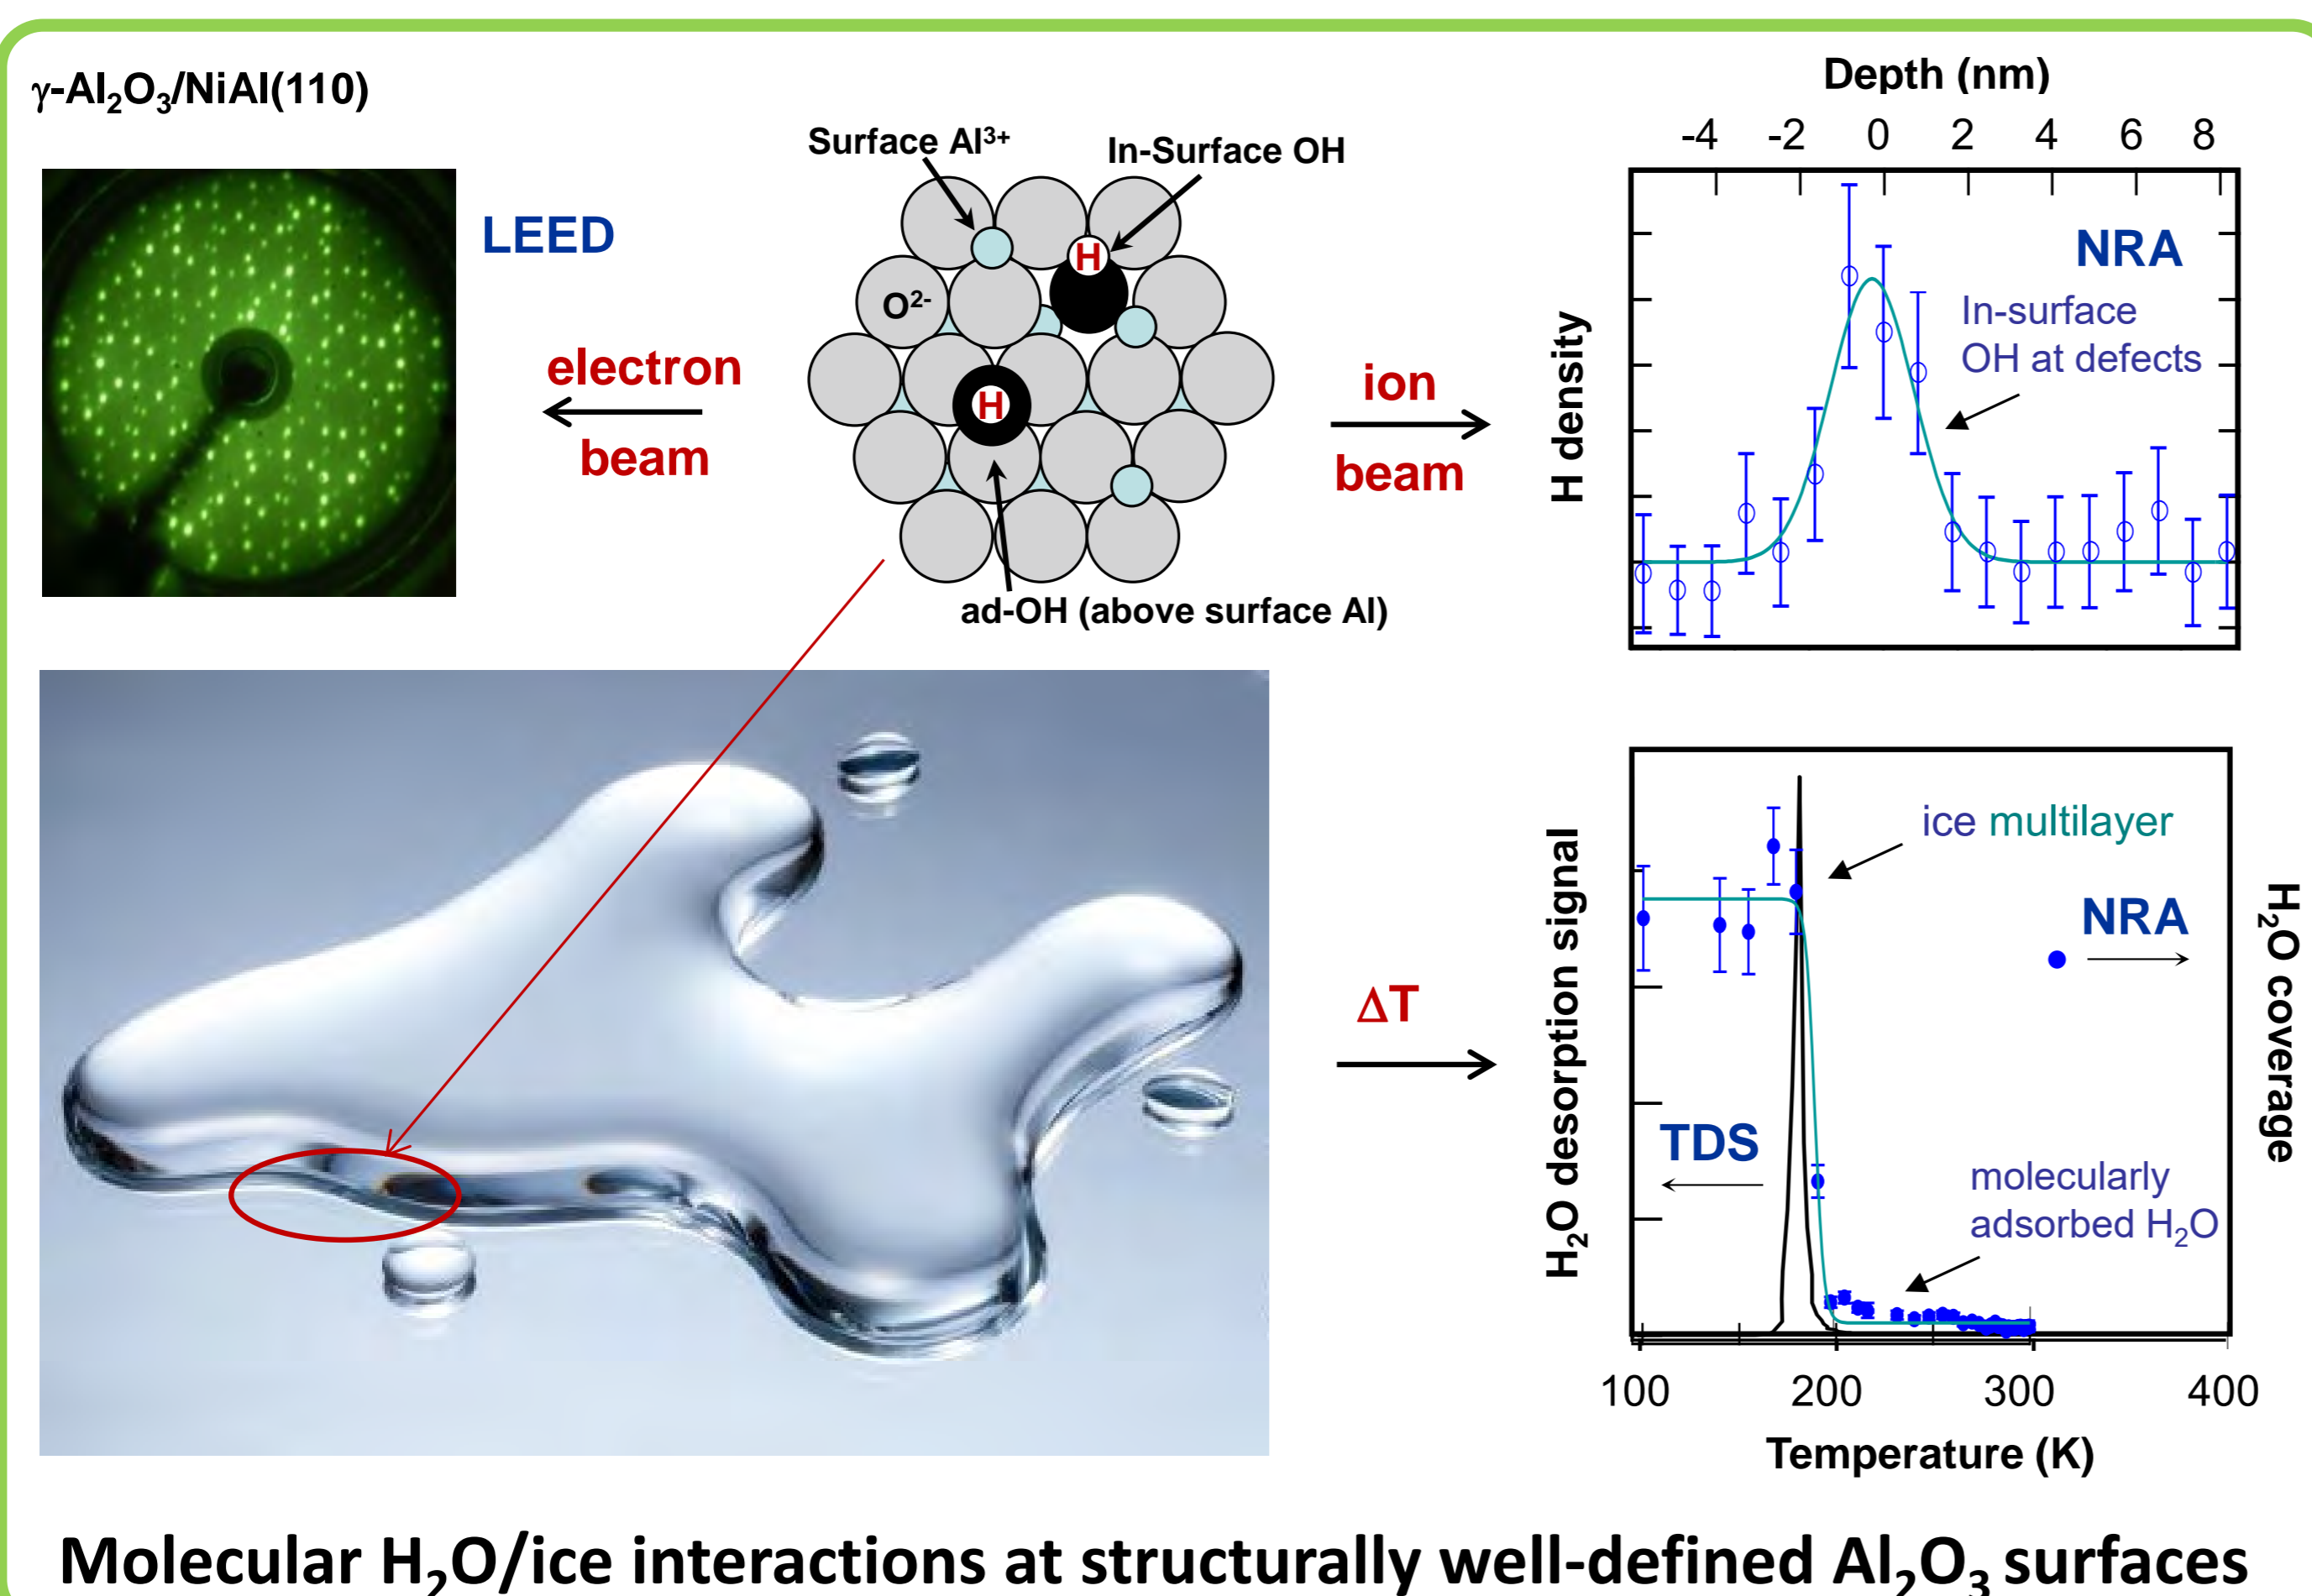 γ-Al₂O₃/NiAl(110)
LEED
electron
beam
Surface Al³⁺
In-Surface OH
H
O²⁻
H
ad-OH (above surface Al)
ion
beam
Depth (nm)
-4 -2 0 2 4 6 8
H density
NRA
In-surface
OH at defects
ΔT
H₂O desorption signal
ice multilayer
NRA
TDS
molecularly
adsorbed H₂O
H₂O coverage
100 200 300 400
Temperature (K)
Molecular H₂O/ice interactions at structurally well-defined Al₂O₃ surfaces